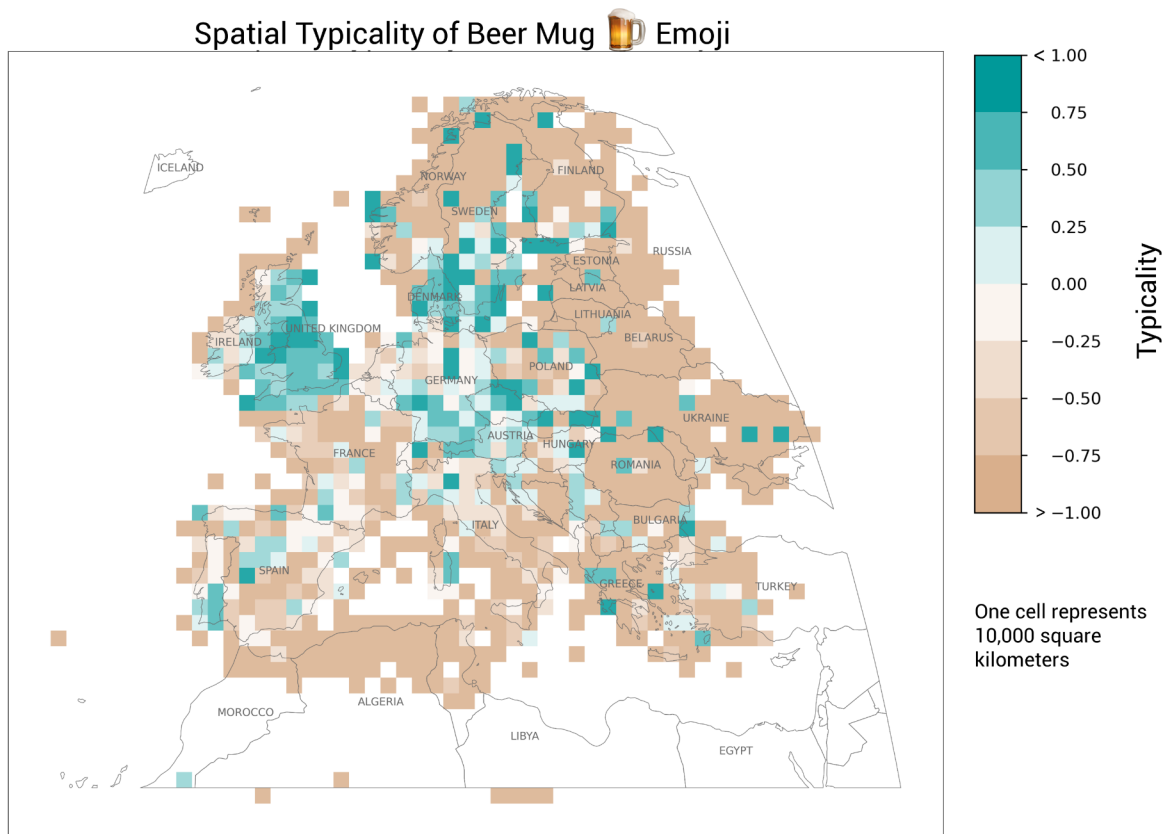 Spatial Typicality of Beer Mug 🍺 Emoji
< 1.00
0.75
0.50
0.25
0.00
−0.25
−0.50
−0.75
> −1.00
Typicality
One cell represents
10,000 square
kilometers
ICELAND
NORWAY
FINLAND
SWEDEN
RUSSIA
ESTONIA
LATVIA
DENMARK
LITHUANIA
UNITED KINGDOM
IRELAND
BELARUS
POLAND
GERMANY
UKRAINE
AUSTRIA
HUNGARY
FRANCE
ROMANIA
BULGARIA
ITALY
SPAIN
GREECE
TURKEY
ALGERIA
MOROCCO
LIBYA
EGYPT